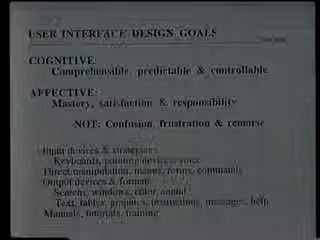 USER INTERFACE DESIGN GOALS
COGNITIVE:
Comprehensible, predictable & controllable
AFFECTIVE:
Mastery, satisfaction & responsibility
NOT: Confusion, frustration & remorse
Input devices & strategies
Keyboards, pointing devices, voice
Direct manipulation, menus, forms, commands
Output devices & formats
Screens, windows, color, sound
Text, tables, graphics, instructions, messages, help
Manuals, tutorials, training